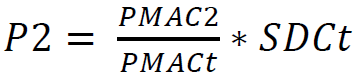 P2 = PMAC2/PMACt * SDCt